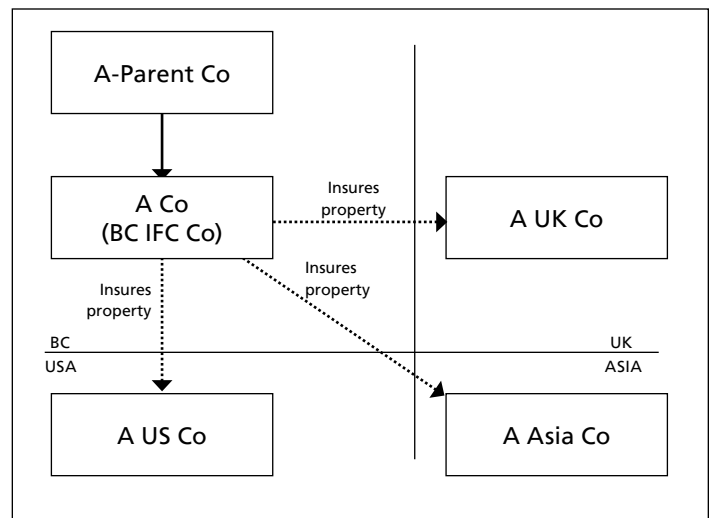 A-Parent Co
A Co
(BC IFC Co)
Insures
property
A UK Co
Insures
property
Insures
property
BC
UK
USA
ASIA
A US Co
A Asia Co